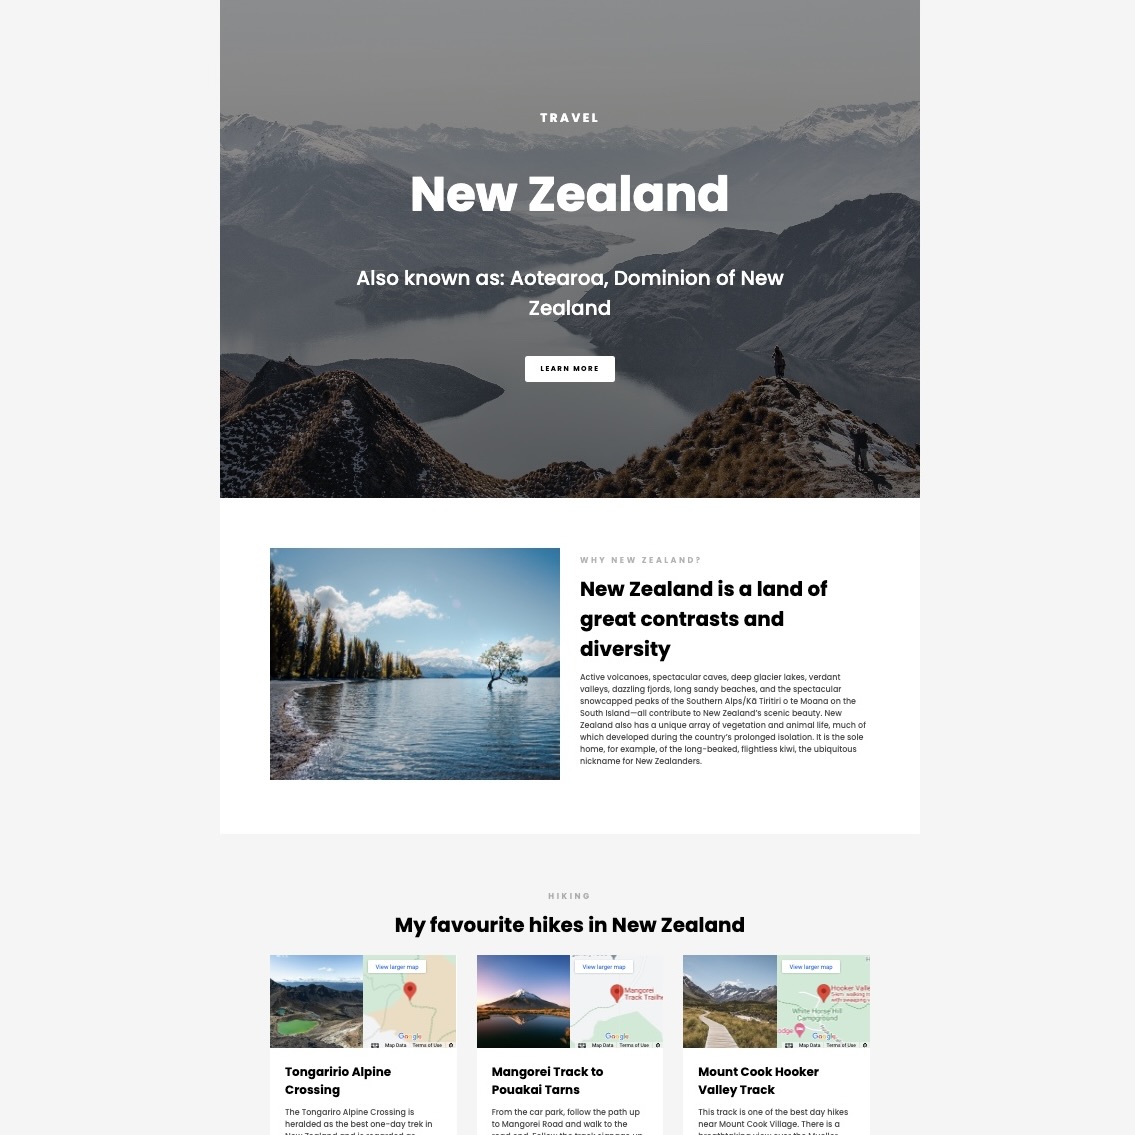 TRAVEL
New Zealand
Also known as: Aotearoa, Dominion of New
Zealand
LEARN MORE
WHY NEW ZEALAND?
New Zealand is a land of
great contrasts and
diversity
Active volcanoes, spectacular caves, deep glacier lakes, verdant
valleys, dazzling fjords, long sandy beaches, and the spectacular
snowcapped peaks of the Southern Alps/Kā Tiritiri o te Moana on the
South Island—all contribute to New Zealand's scenic beauty. New
Zealand also has a unique array of vegetation and animal life, much of
which developed during the country's prolonged isolation. It is the sole
home, for example, of the long-beaked, flightless kiwi, the ubiquitous
nickname for New Zealanders.
HIKING
My favourite hikes in New Zealand
View larger map
Google
Map Data Terms of Use
Tongaririo Alpine
Crossing
The Tongariro Alpine Crossing is
heralded as the best one-day trek in
View larger map
Mangorei
Track Trailh
Google
Map Data Terms of Use
Mangorei Track to
Pouakai Tarns
From the car park, follow the path up
to Mangorei Road and walk to the
View larger map
Hooker Valle
White Horse Hill
Campground
Google
Map Data Terms of Use
Mount Cook Hooker
Valley Track
This track is one of the best day hikes
near Mount Cook Village. There is a